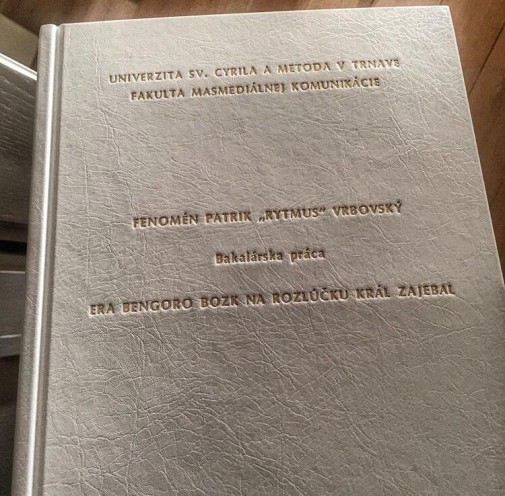 UNIVERZITA SV. CYRILA A METODA V TRNAVE
FAKULTA MASMEDIÁLNEJ KOMUNIKÁCIE
FENOMÉN PATRIK „RYTMUS" VRBOVSKÝ
Bakalárska práca
ERA BENGORO BOZK NA ROZLÚČKU KRÁL ZAJEBAL